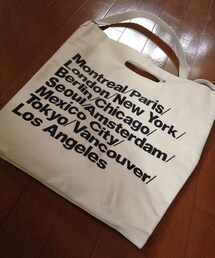 Montreal/Paris/
London/New York/
Berlin/Chicago/
Seoul/Amsterdam/
Mexico City/
Tokyo/Vancouver/
Los Angeles